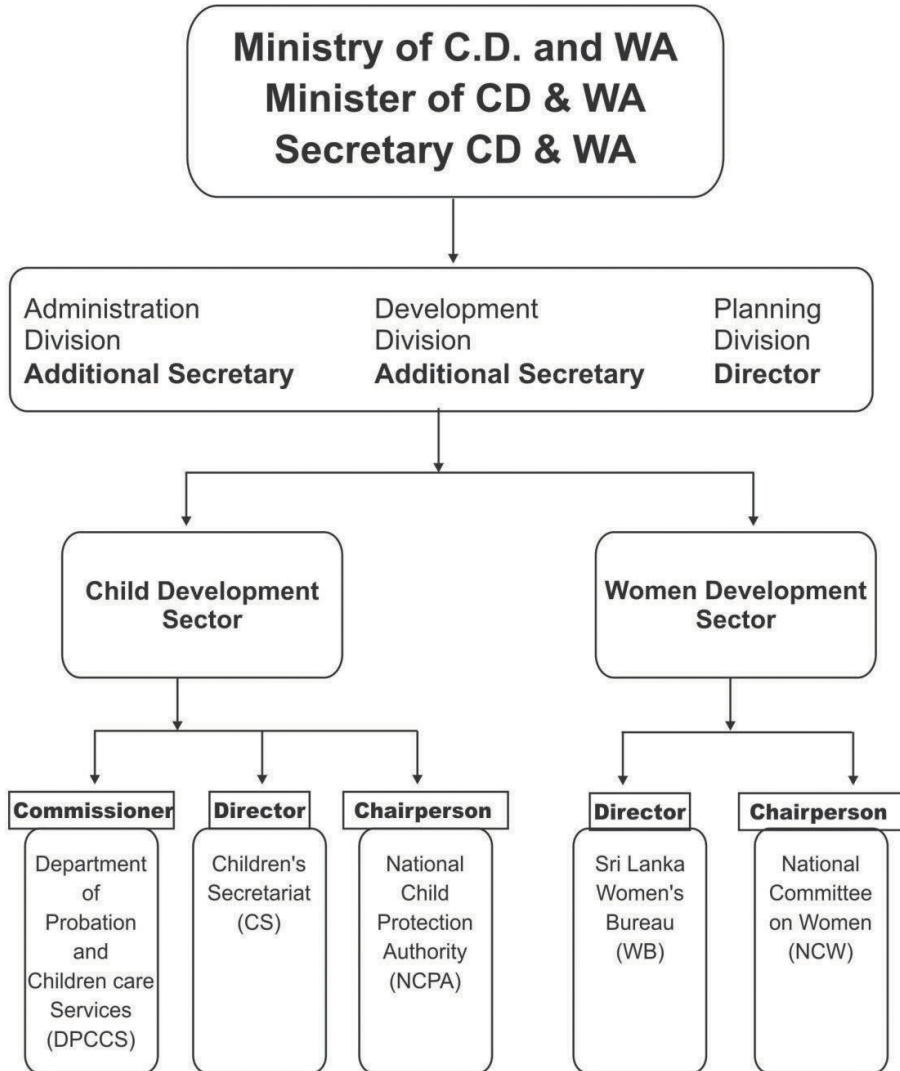 Ministry of C.D. and WA
Minister of CD & WA
Secretary CD & WA
Administration
Division
Additional Secretary
Development
Division
Additional Secretary
Planning
Division
Director
Child Development
Sector
Women Development
Sector
Commissioner
Department
of
Probation
and
Children care
Services
(DPCCS)
Director
Children's
Secretariat
(CS)
Chairperson
National
Child
Protection
Authority
(NCPA)
Director
Sri Lanka
Women's
Bureau
(WB)
Chairperson
National
Committee
on Women
(NCW)